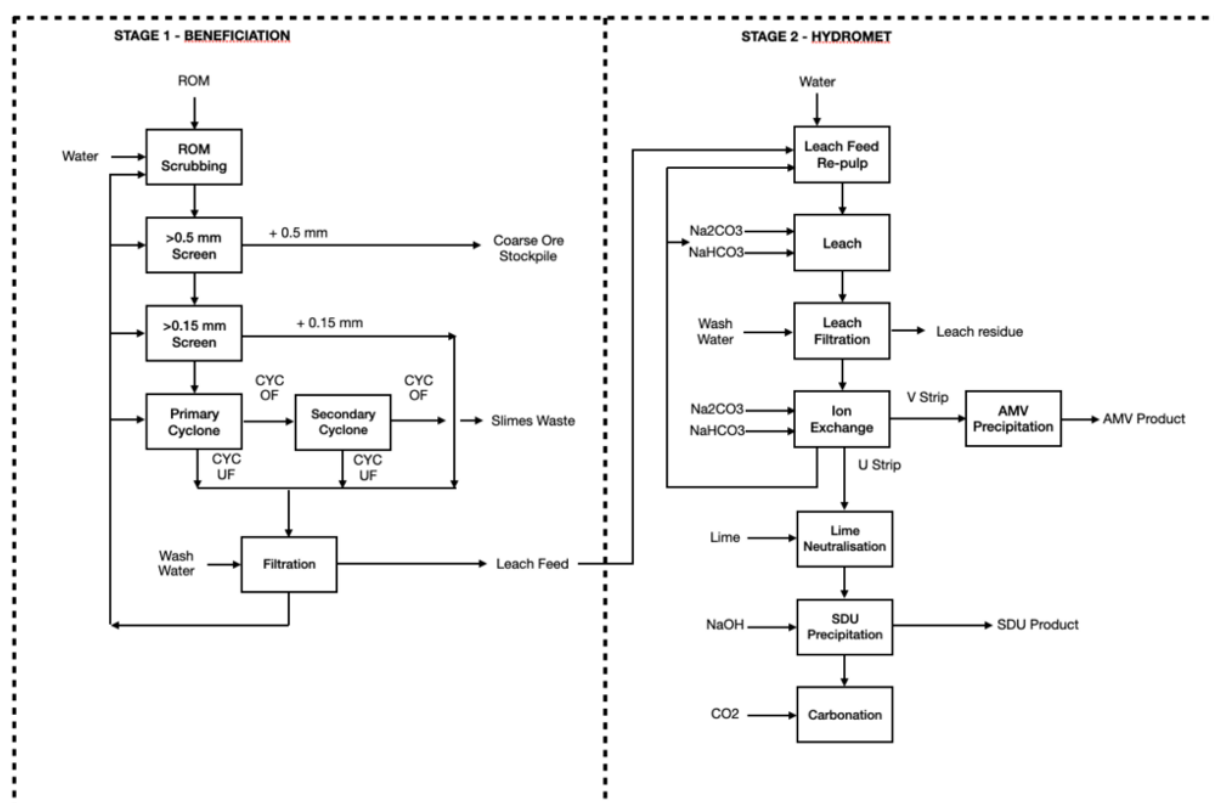 STAGE 1 - BENEFICIATION
ROM
Water
ROM
Scrubbing
>0.5 mm
Screen
+ 0.5 mm
Coarse Ore
Stockpile
>0.15 mm
Screen
+ 0.15 mm
CYC
OF
CYC
OF
Primary
Cyclone
Secondary
Cyclone
Slimes Waste
CYC
UF
CYC
UF
Wash
Water
Filtration
Leach Feed
STAGE 2 - HYDROMET
Water
Leach Feed
Re-pulp
Na2CO3
NaHCO3
Leach
Wash
Water
Leach
Filtration
Leach residue
Na2CO3
NaHCO3
Ion
Exchange
V Strip
AMV
Precipitation
AMV Product
U Strip
Lime
Lime
Neutralisation
NaOH
SDU
Precipitation
SDU Product
CO2
Carbonation